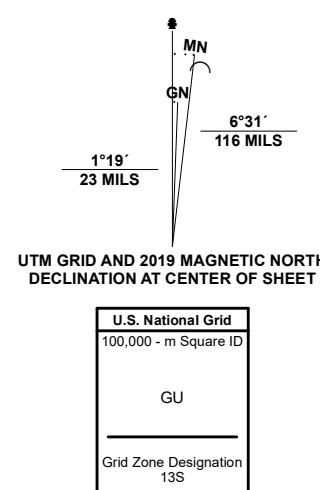 MN
GN
6°31´
116 MILS
1°19´
23 MILS
UTM GRID AND 2019 MAGNETIC NORTH
DECLINATION AT CENTER OF SHEET
U.S. National Grid
100,000 - m Square ID
GU
Grid Zone Designation
13S